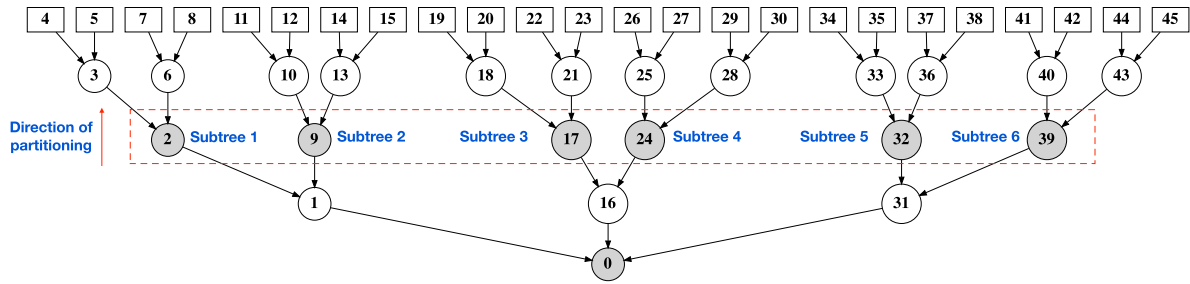 4 5 7 8 11 12 14 15 19 20 22 23 26 27 29 30 34 35 37 38 41 42 44 45
3 6 10 13 18 21 25 28 33 36 40 43
Direction of
partitioning
2 Subtree 1 9 Subtree 2 Subtree 3 17 24 Subtree 4 Subtree 5 32 Subtree 6 39
1 16 31
0